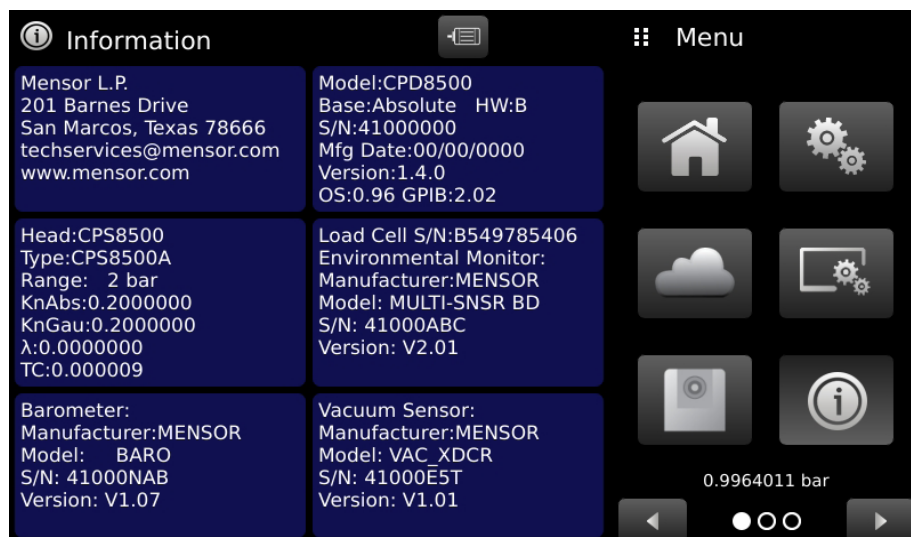 Information
Mensor L.P.
201 Barnes Drive
San Marcos, Texas 78666
techservices@mensor.com
www.mensor.com
Model:CPD8500
Base:Absolute HW:B
S/N:41000000
Mfg Date:00/00/0000
Version:1.4.0
OS:0.96 GPIB:2.02
Head:CPS8500
Type:CPS8500A
Range: 2 bar
KnAbs:0.2000000
KnGau:0.2000000
λ:0.0000000
TC:0.000009
Load Cell S/N:B549785406
Environmental Monitor:
Manufacturer:MENSOR
Model: MULTI-SNSR BD
S/N: 41000ABC
Version: V2.01
Barometer:
Manufacturer:MENSOR
Model: BARO
S/N: 41000NAB
Version: V1.07
Vacuum Sensor:
Manufacturer:MENSOR
Model: VAC_XDCR
S/N: 41000E5T
Version: V1.01
Menu
0.9964011 bar